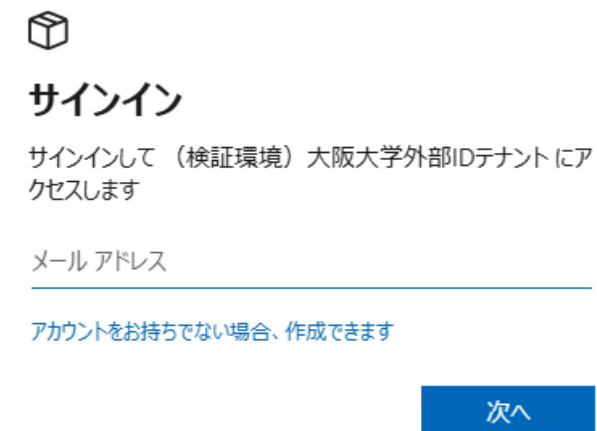 サインイン
サインインして （検証環境）大阪大学外部IDテナント にア
クセスします
メール アドレス
アカウントをお持ちでない場合、作成できます
次へ